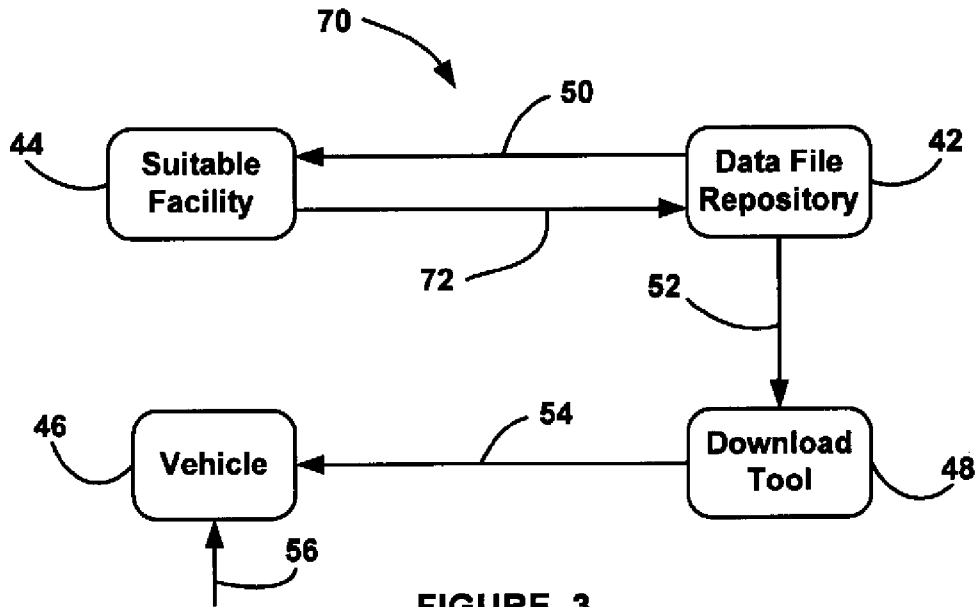 70
50
44
Suitable
Facility
Data File
Repository
42
72
52
46
Vehicle
54
Download
Tool
48
56
FIGURE 3